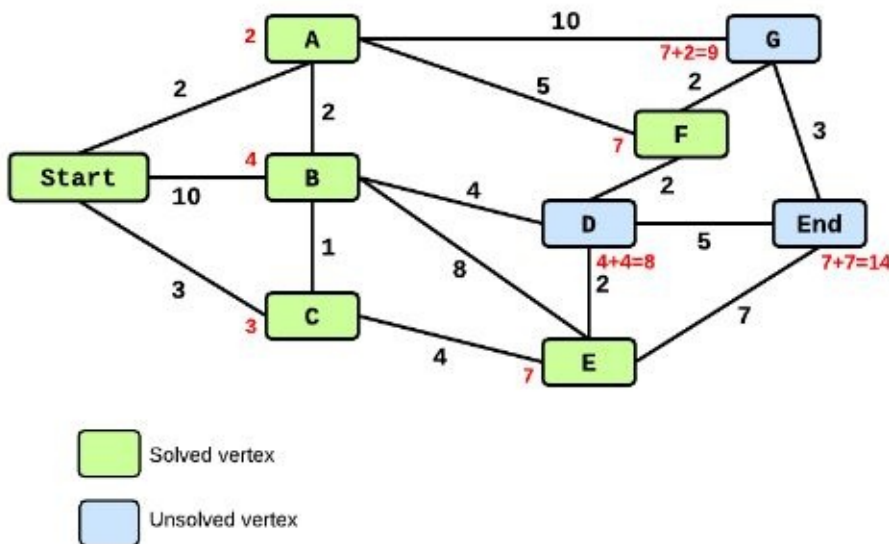 10
2 A G
7+2=9
5 2
2 2 F 3
7
4
Start B 2
10 4 D End
1 5
4+4=8 7+7=14
8 2
3 7
C
3 4 E
7
Solved vertex
Unsolved vertex